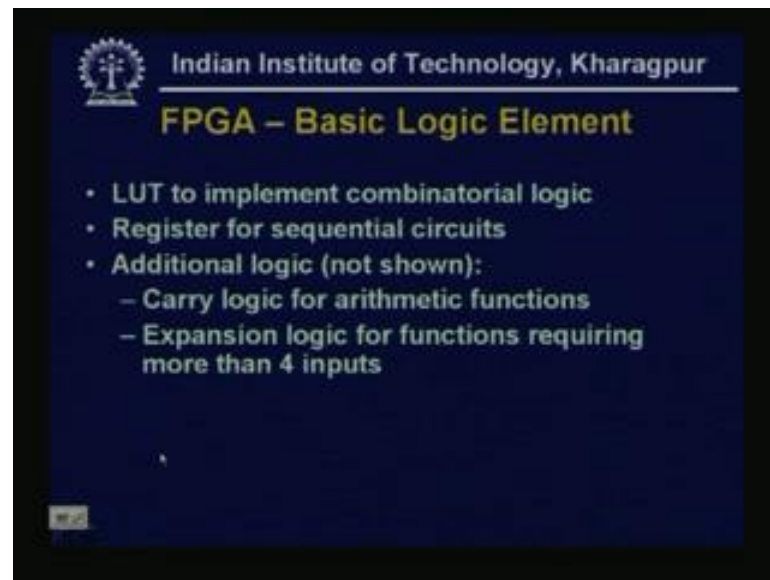 Indian Institute of Technology, Kharagpur
FPGA – Basic Logic Element
• LUT to implement combinatorial logic
• Register for sequential circuits
• Additional logic (not shown):
– Carry logic for arithmetic functions
– Expansion logic for functions requiring
more than 4 inputs